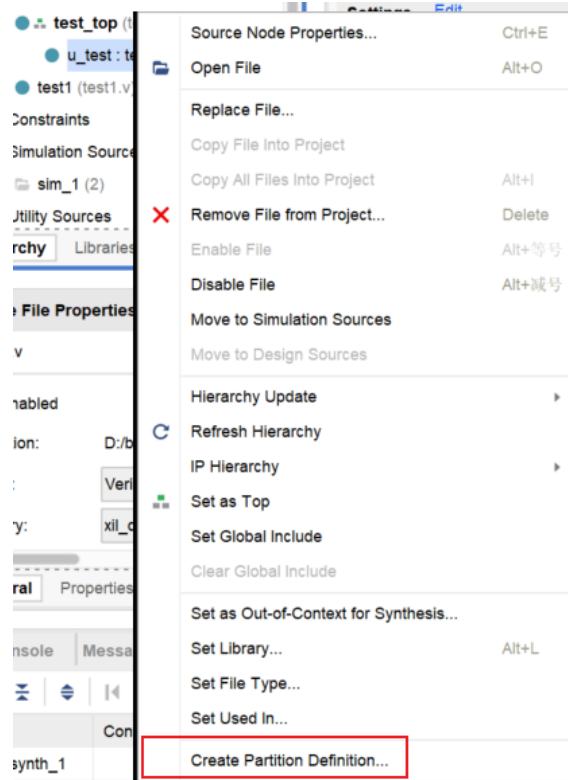 Settings Edit
test_top (t
u_test : te
test1 (test1.v)
Constraints
Simulation Source
sim_1 (2)
Utility Sources
rchy Libraries
File Properties
v
nabled
ion: D:/b
: Veri
ry: xil_d
ral Properties
nsole Messa
Con
synth_1
Source Node Properties... Ctrl+E
Open File Alt+O
Replace File...
Copy File Into Project
Copy All Files Into Project Alt+I
Remove File from Project... Delete
Enable File Alt+等号
Disable File Alt+减号
Move to Simulation Sources
Move to Design Sources
Hierarchy Update
Refresh Hierarchy
IP Hierarchy
Set as Top
Set Global Include
Clear Global Include
Set as Out-of-Context for Synthesis...
Set Library... Alt+L
Set File Type...
Set Used In...
Create Partition Definition...